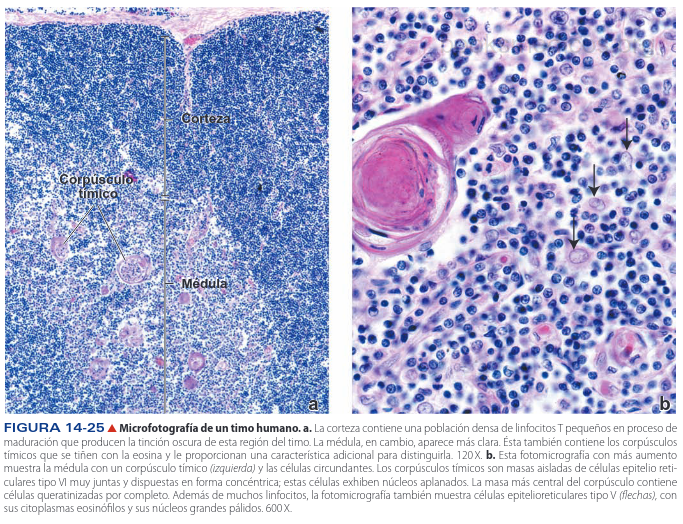 Corteza
Corpúsculo
tímico
Médula
a
b
FIGURA 14-25 ▲ Microfotografía de un timo humano. a. La corteza contiene una población densa de linfocitos T pequeños en proceso de
maduración que producen la tinción oscura de esta región del timo. La médula, en cambio, aparece más clara. Ésta también contiene los corpúsculos
tímicos que se tiñen con la eosina y le proporcionan una característica adicional para distinguirla. 120 X. b. Esta fotomicrografía con más aumento
muestra la médula con un corpúsculo tímico (izquierda) y las células circundantes. Los corpúsculos tímicos son masas aisladas de células epitelio reti-
culares tipo VI muy juntas y dispuestas en forma concéntrica; estas células exhiben núcleos aplanados. La masa más central del corpúsculo contiene
células queratinizadas por completo. Además de muchos linfocitos, la fotomicrografía también muestra células epitelioreticulares tipo V (flechas), con
sus citoplasmas eosinófilos y sus núcleos grandes pálidos. 600 X.